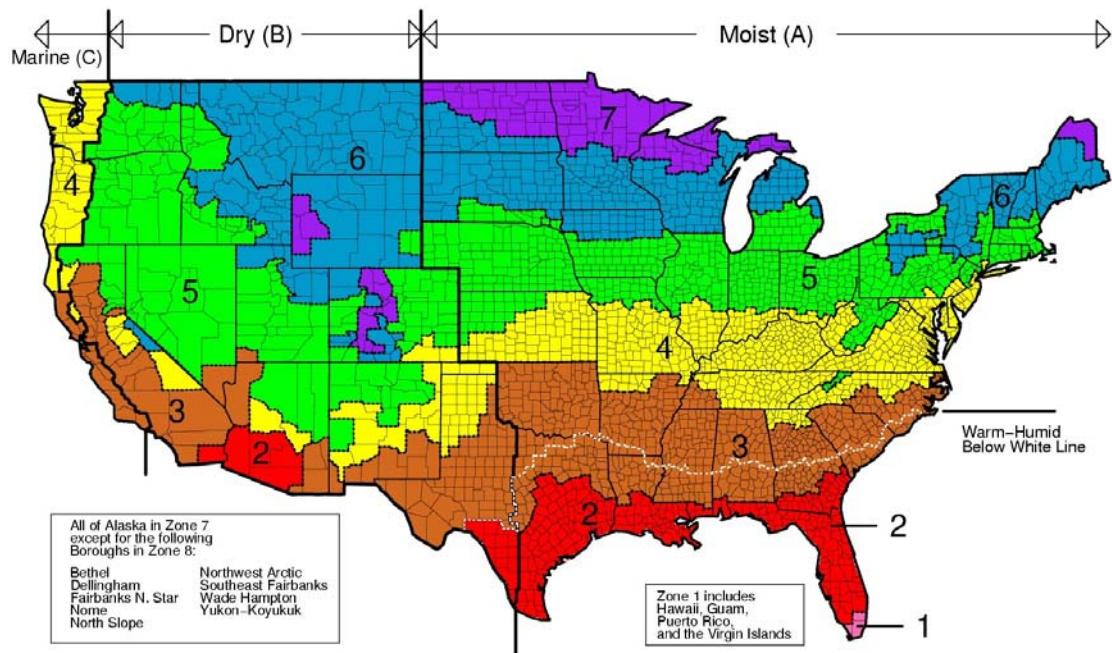 Marine (C)
Dry (B)
Moist (A)
7
6
4
6
5
5
4
3
3
2
Warm-Humid
Below White Line
2
2
1
All of Alaska in Zone 7
except for the following
Boroughs in Zone 8:
Bethel Northwest Arctic
Dellingham Southeast Fairbanks
Fairbanks N. Star Wade Hampton
Nome Yukon-Koyukuk
North Slope
Zone 1 includes
Hawaii, Guam,
Puerto Rico,
and the Virgin Islands